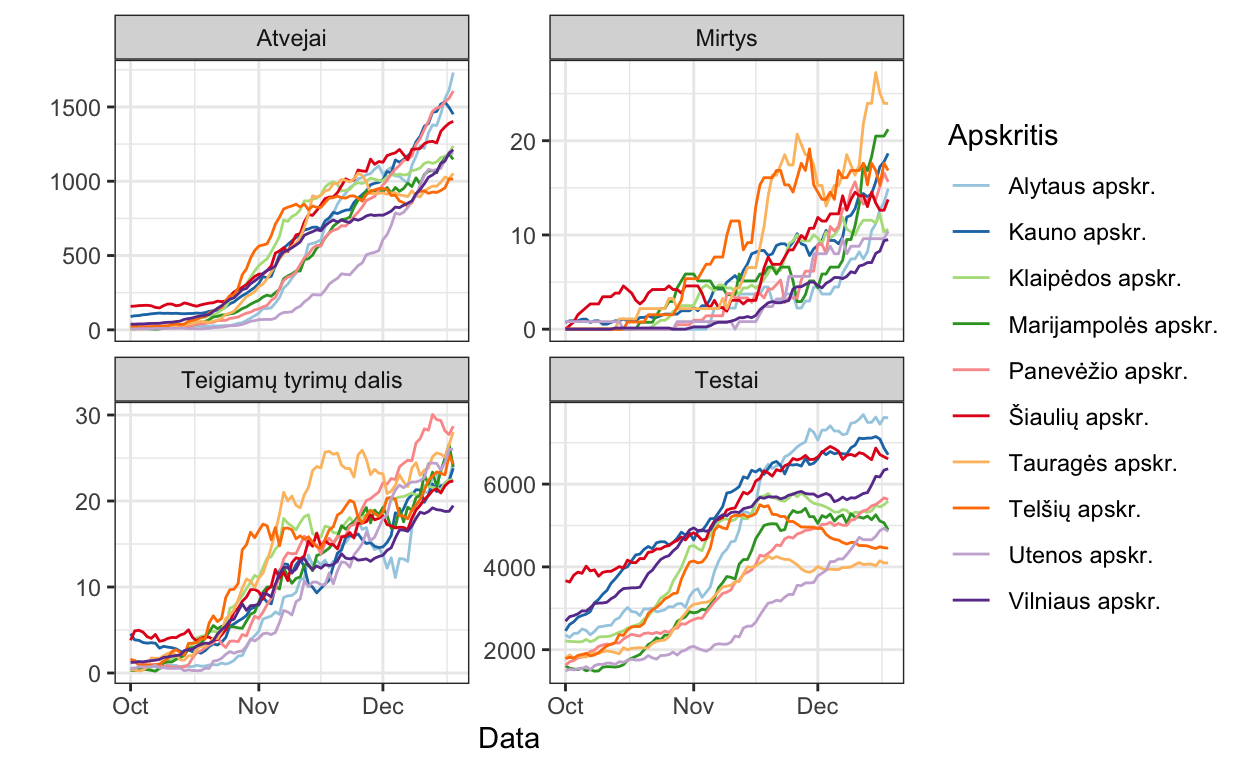 Atvejai
Mirtys
1500
1000
500
0
20
10
0
Teigiamų tyrimų dalis
Testai
30
20
10
0
6000
4000
2000
Oct
Nov
Dec
Oct
Nov
Dec
Data
Apskritis
Alytaus apskr.
Kauno apskr.
Klaipėdos apskr.
Marijampolės apskr.
Panevėžio apskr.
Šiaulių apskr.
Tauragės apskr.
Telšių apskr.
Utenos apskr.
Vilniaus apskr.